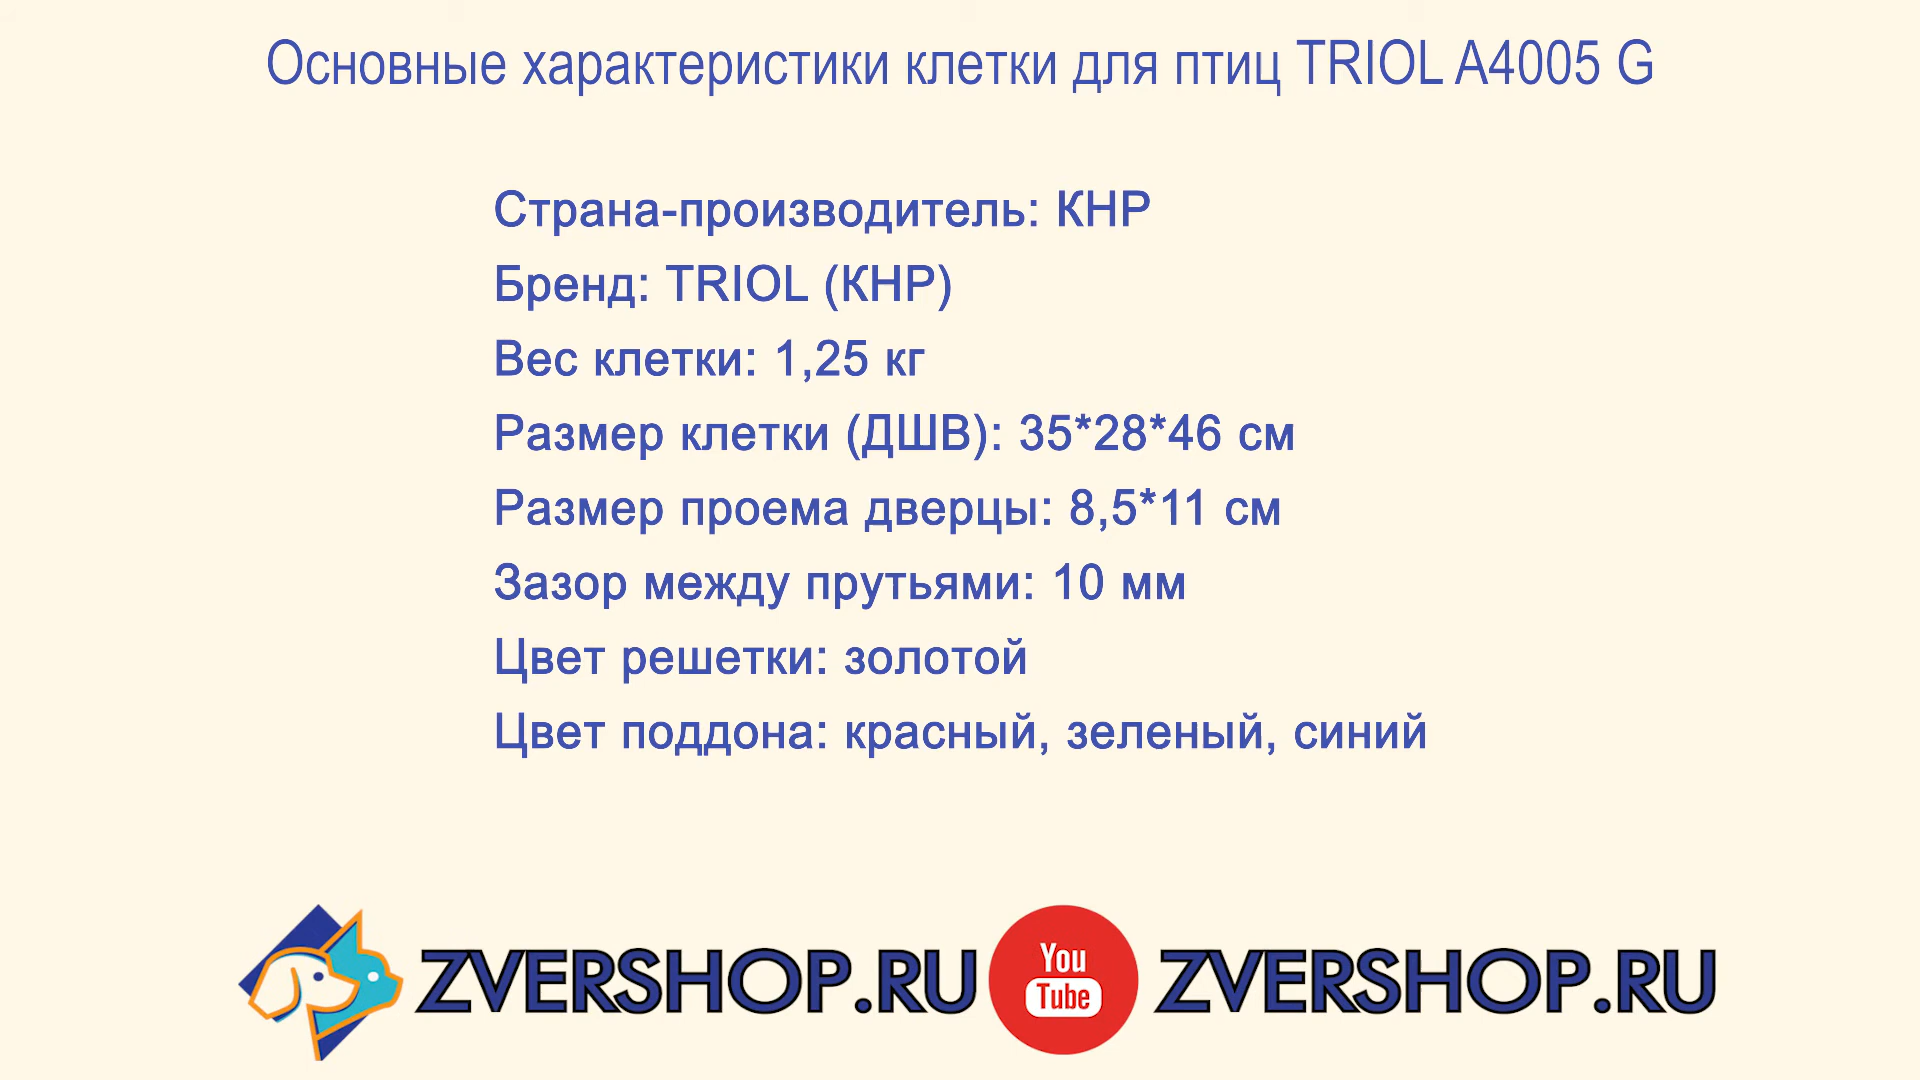 Основные характеристики клетки для птиц TRIOL A4005 G
Страна-производитель: КНР
Бренд: TRIOL (КНР)
Вес клетки: 1,25 кг
Размер клетки (ДШВ): 35*28*46 см
Размер проема дверцы: 8,5*11 см
Зазор между прутьями: 10 мм
Цвет решетки: золотой
Цвет поддона: красный, зеленый, синий
ZVERSHOP.RU You Tube ZVERSHOP.RU